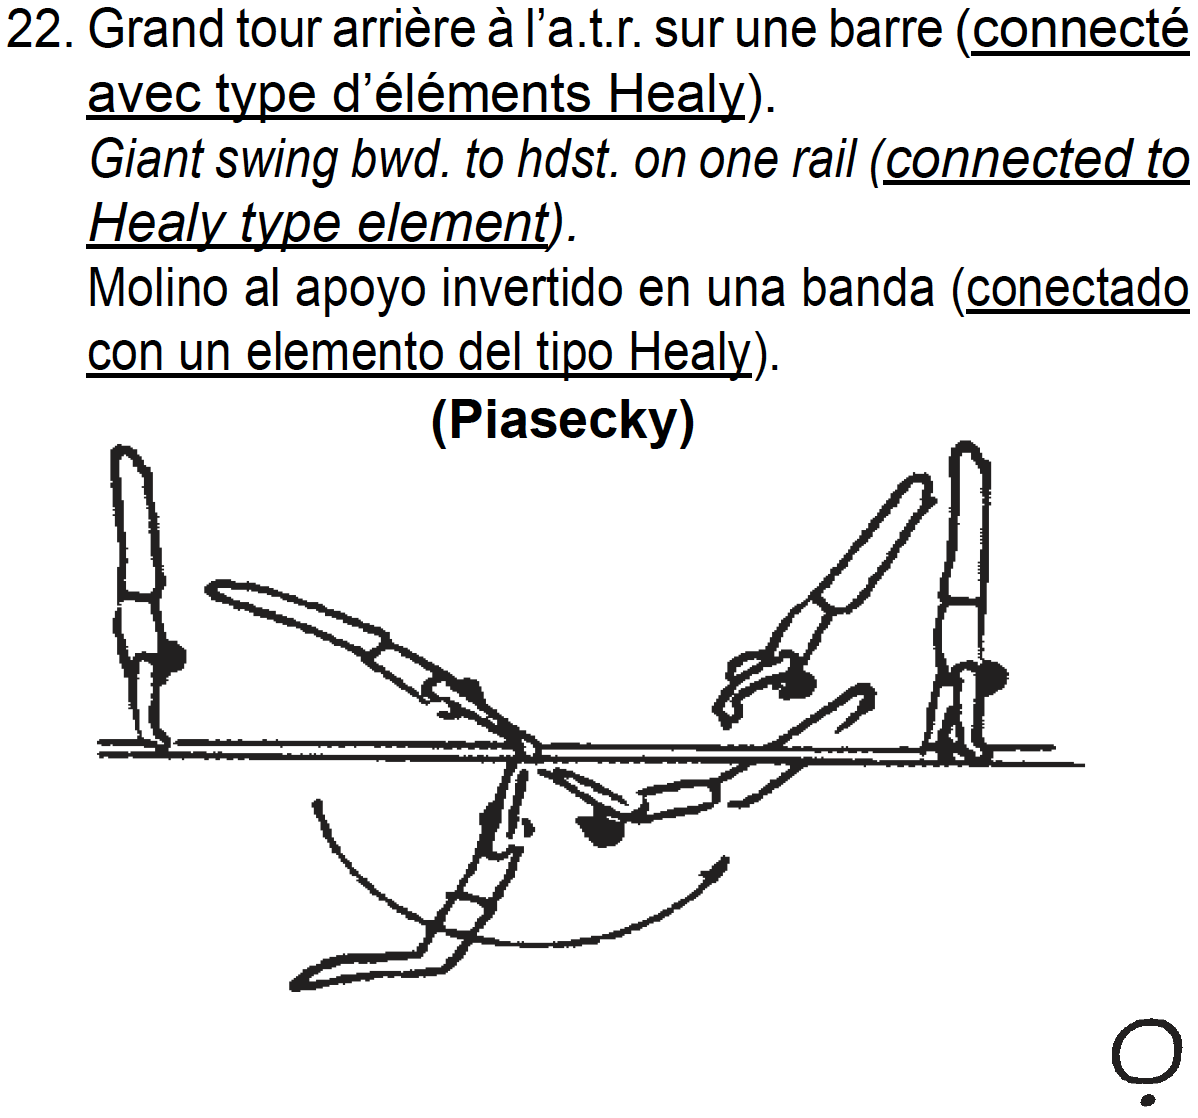 22. Grand tour arrière à l’a.t.r. sur une barre (connecté
avec type d’éléments Healy).
Giant swing bwd. to hdst. on one rail (connected to
Healy type element).
Molino al apoyo invertido en una banda (conectado
con un elemento del tipo Healy).
(Piasecky)